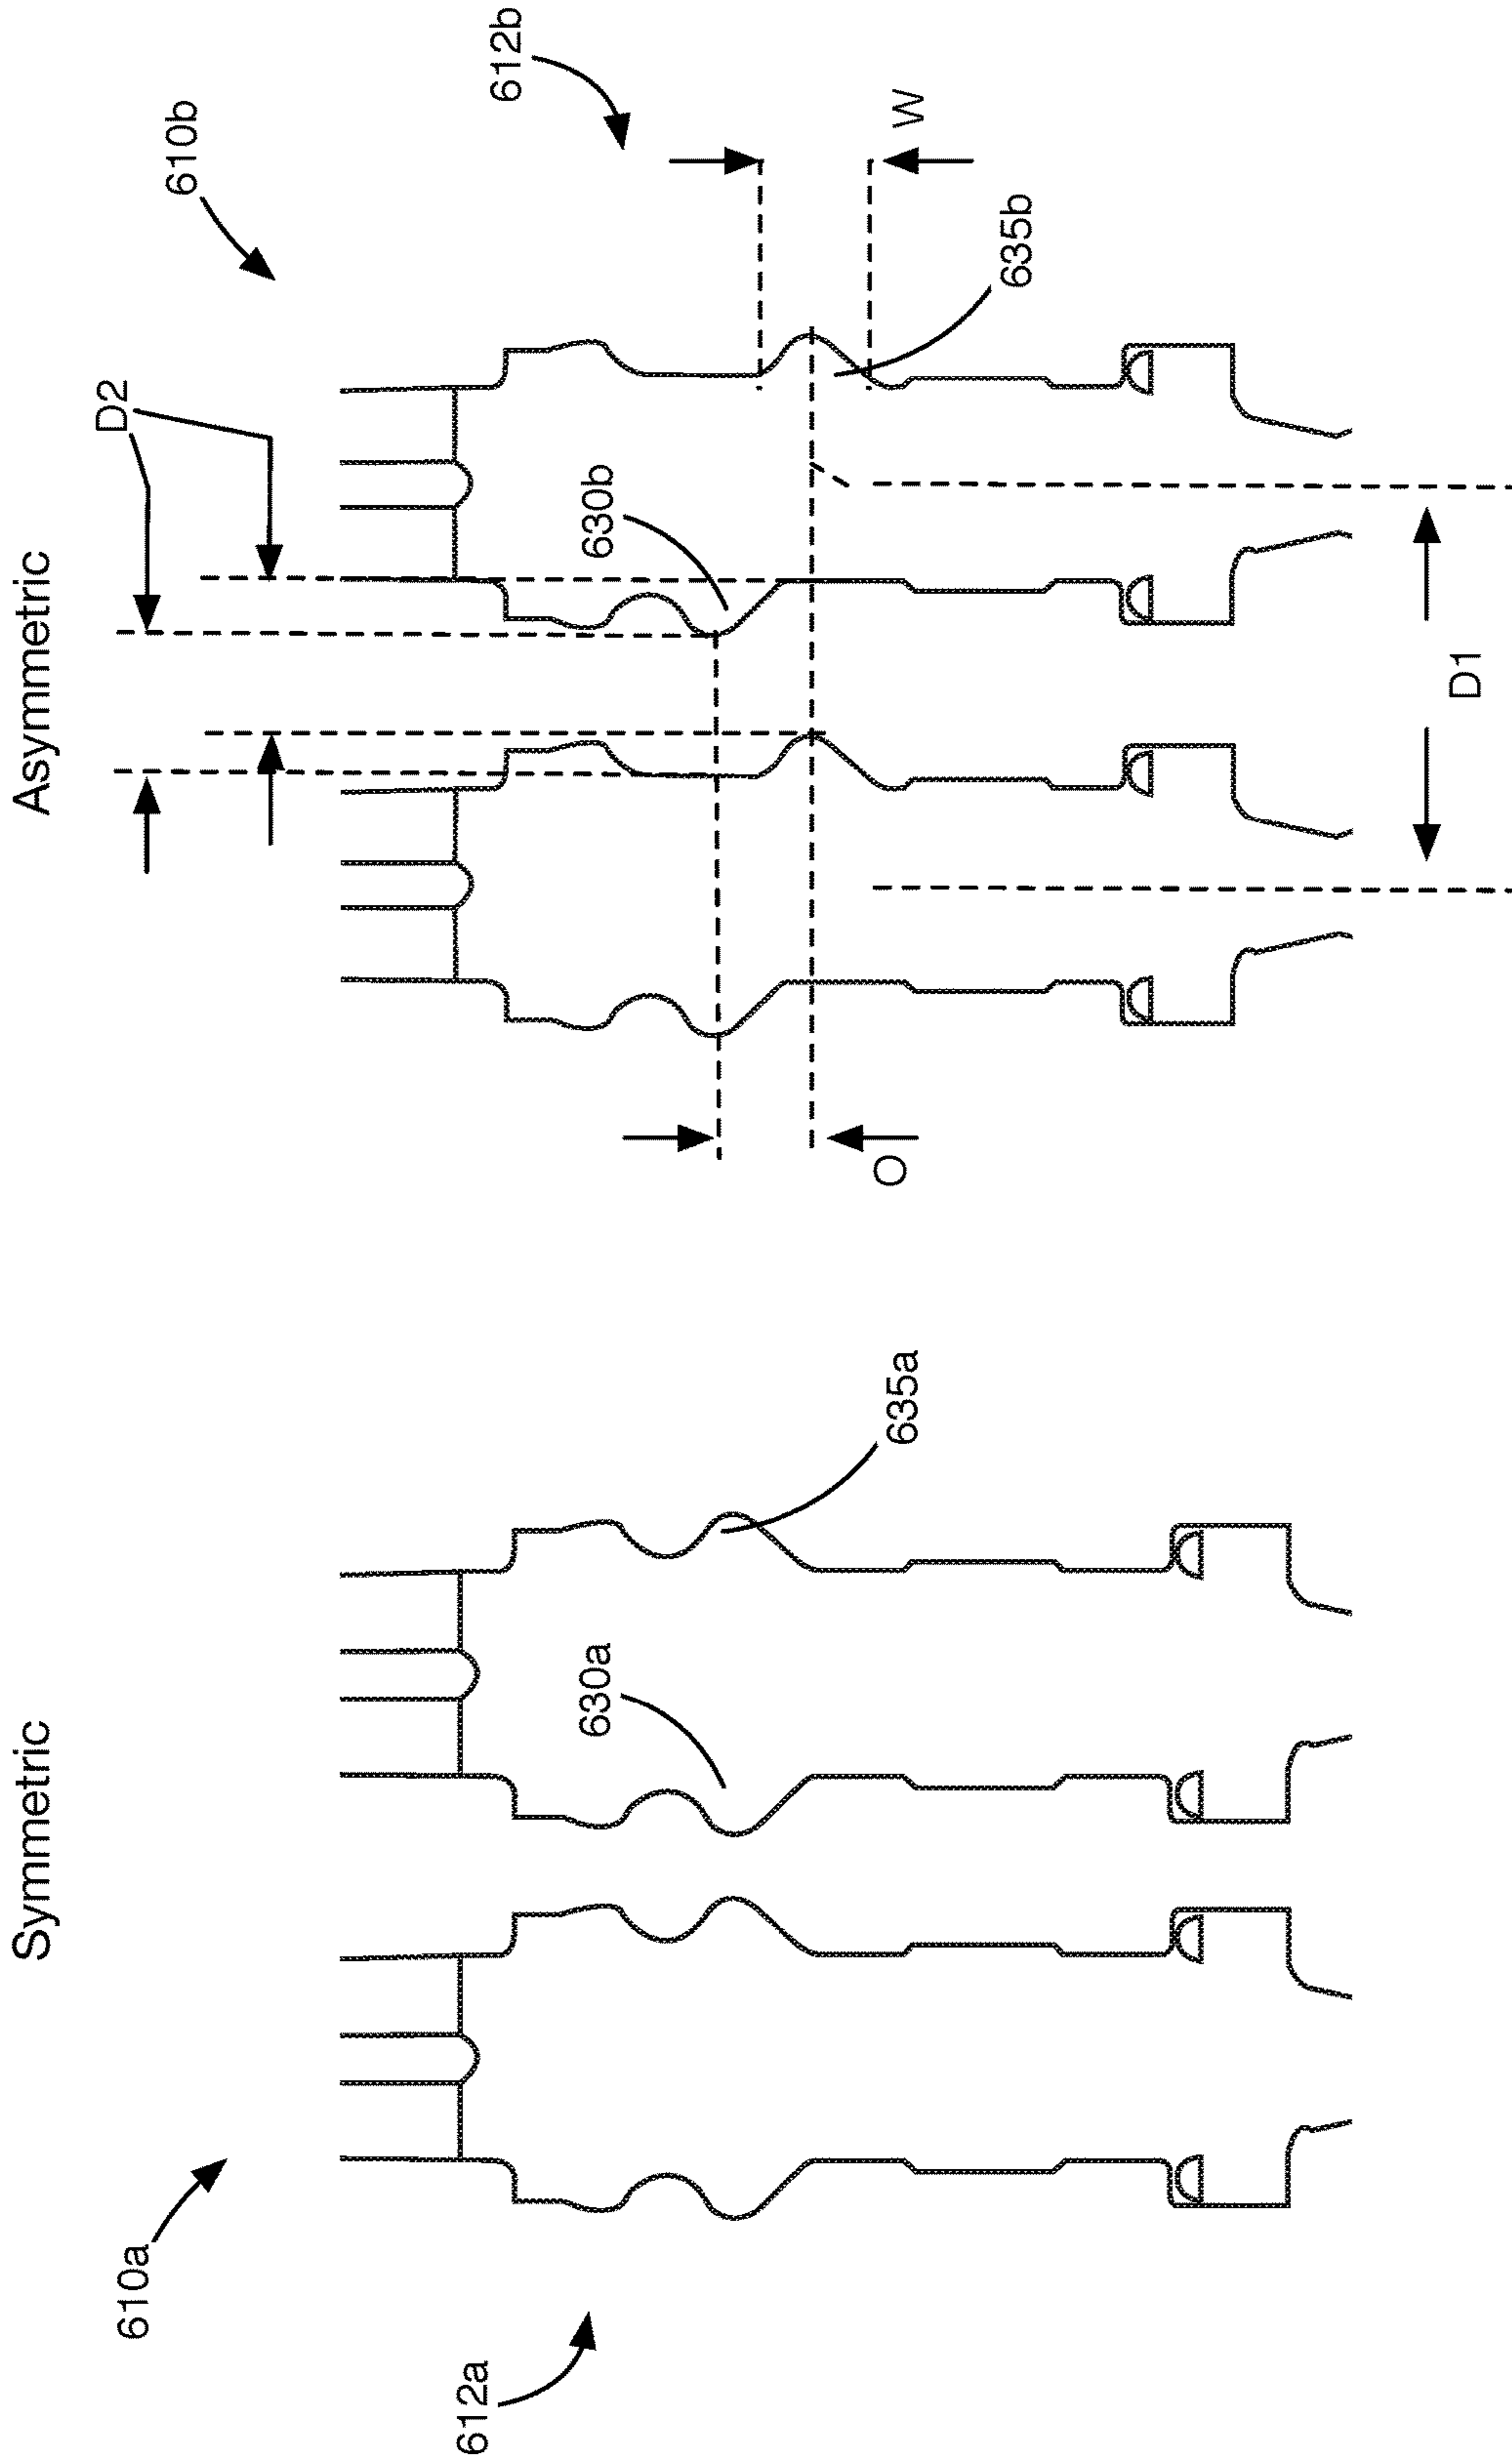 Symmetric
Asymmetric
610a
612a
630a
635a
D2
610b
612b
630b
W
635b
O
D1